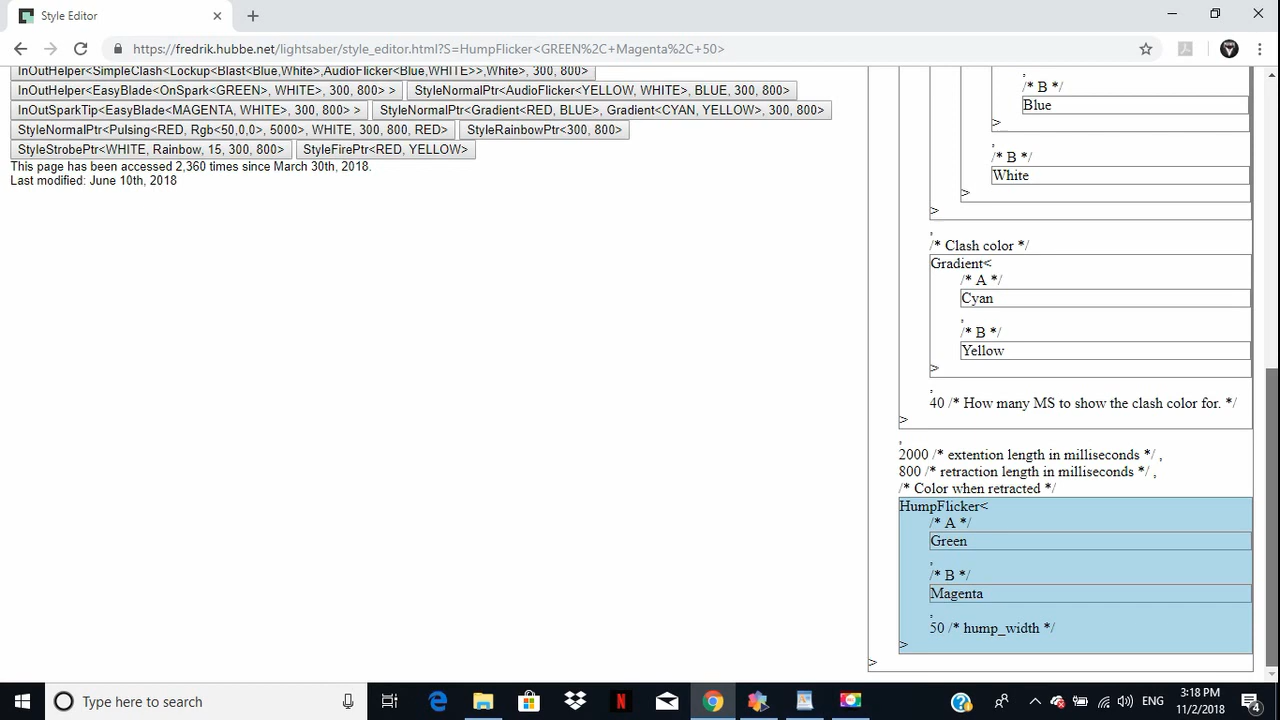 Style Editor
https://fredrik.hubbe.net/lightsaber/style_editor.html?S=HumpFlicker<GREEN%2C+Magenta%2C+50>
InOutHelper<SimpleClash<Lockup<Blast<Blue,White>,AudioFlicker<Blue,WHITE>>,White>, 300, 800>
InOutHelper<EasyBlade<OnSpark<GREEN>, WHITE>, 300, 800> > StyleNormalPtr<AudioFlicker<YELLOW, WHITE>, BLUE, 300, 800>
InOutSparkTip<EasyBlade<MAGENTA, WHITE>, 300, 800> > StyleNormalPtr<Gradient<RED, BLUE>, Gradient<CYAN, YELLOW>, 300, 800>
StyleNormalPtr<Pulsing<RED, Rgb<50,0,0>, 5000>, WHITE, 300, 800, RED> StyleRainbowPtr<300, 800>
StyleStrobePtr<WHITE, Rainbow, 15, 300, 800> StyleFirePtr<RED, YELLOW>
This page has been accessed 2,360 times since March 30th, 2018.
Last modified: June 10th, 2018
,
/* B */
Blue
>
,
/* B */
White
>
>
,
/* Clash color */
Gradient<
/* A */
Cyan
,
/* B */
Yellow
>
,
40 /* How many MS to show the clash color for. */
>
,
2000 /* extention length in milliseconds */ ,
800 /* retraction length in milliseconds */ ,
/* Color when retracted */
HumpFlicker<
/* A */
Green
,
/* B */
Magenta
,
50 /* hump_width */
>
>
Type here to search
ENG
3:18 PM
11/2/2018
4